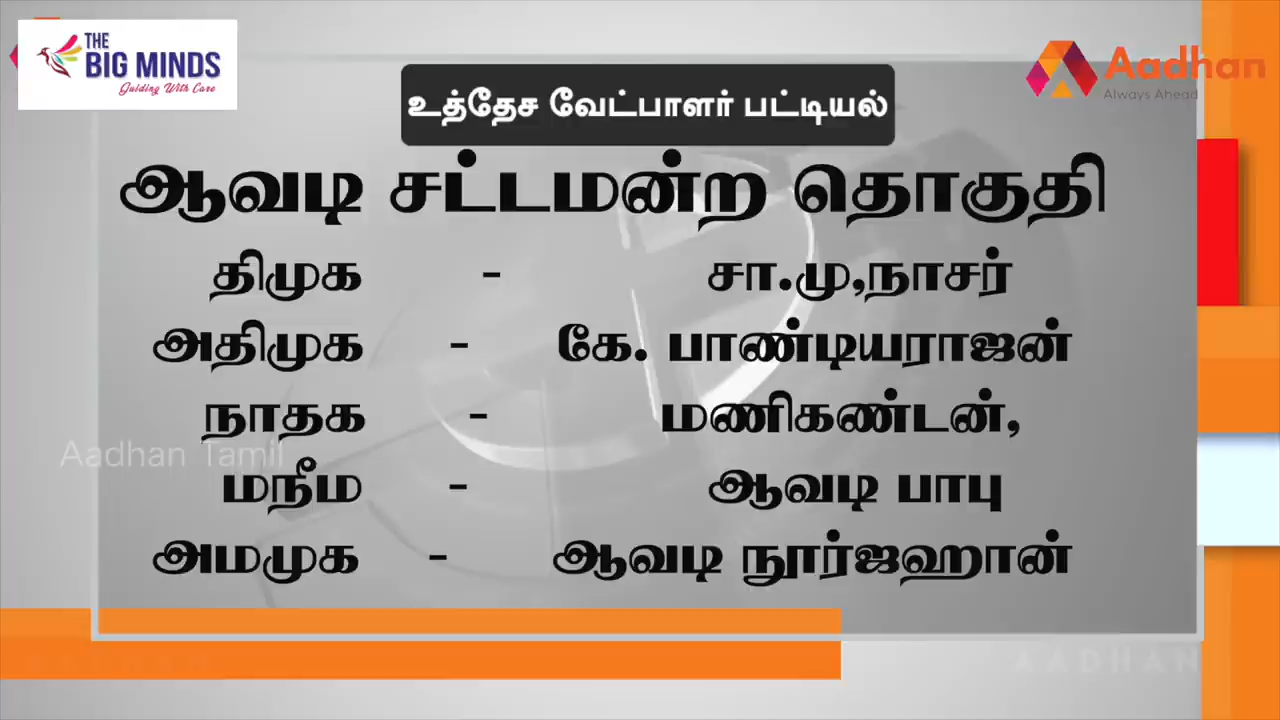 THE
BIG MINDS
Guiding With Care
Aadhan
Always Ahead
உத்தேச வேட்பாளர் பட்டியல்
ஆவடி சட்டமன்ற தொகுதி
திமுக - சா.மு,நாசர்
அதிமுக - கே. பாண்டியராஜன்
நாதக - மணிகண்டன்,
Aadhan Tamil
மநீம - ஆவடி பாபு
அமமுக - ஆவடி நூர்ஜஹான்
AADHAN